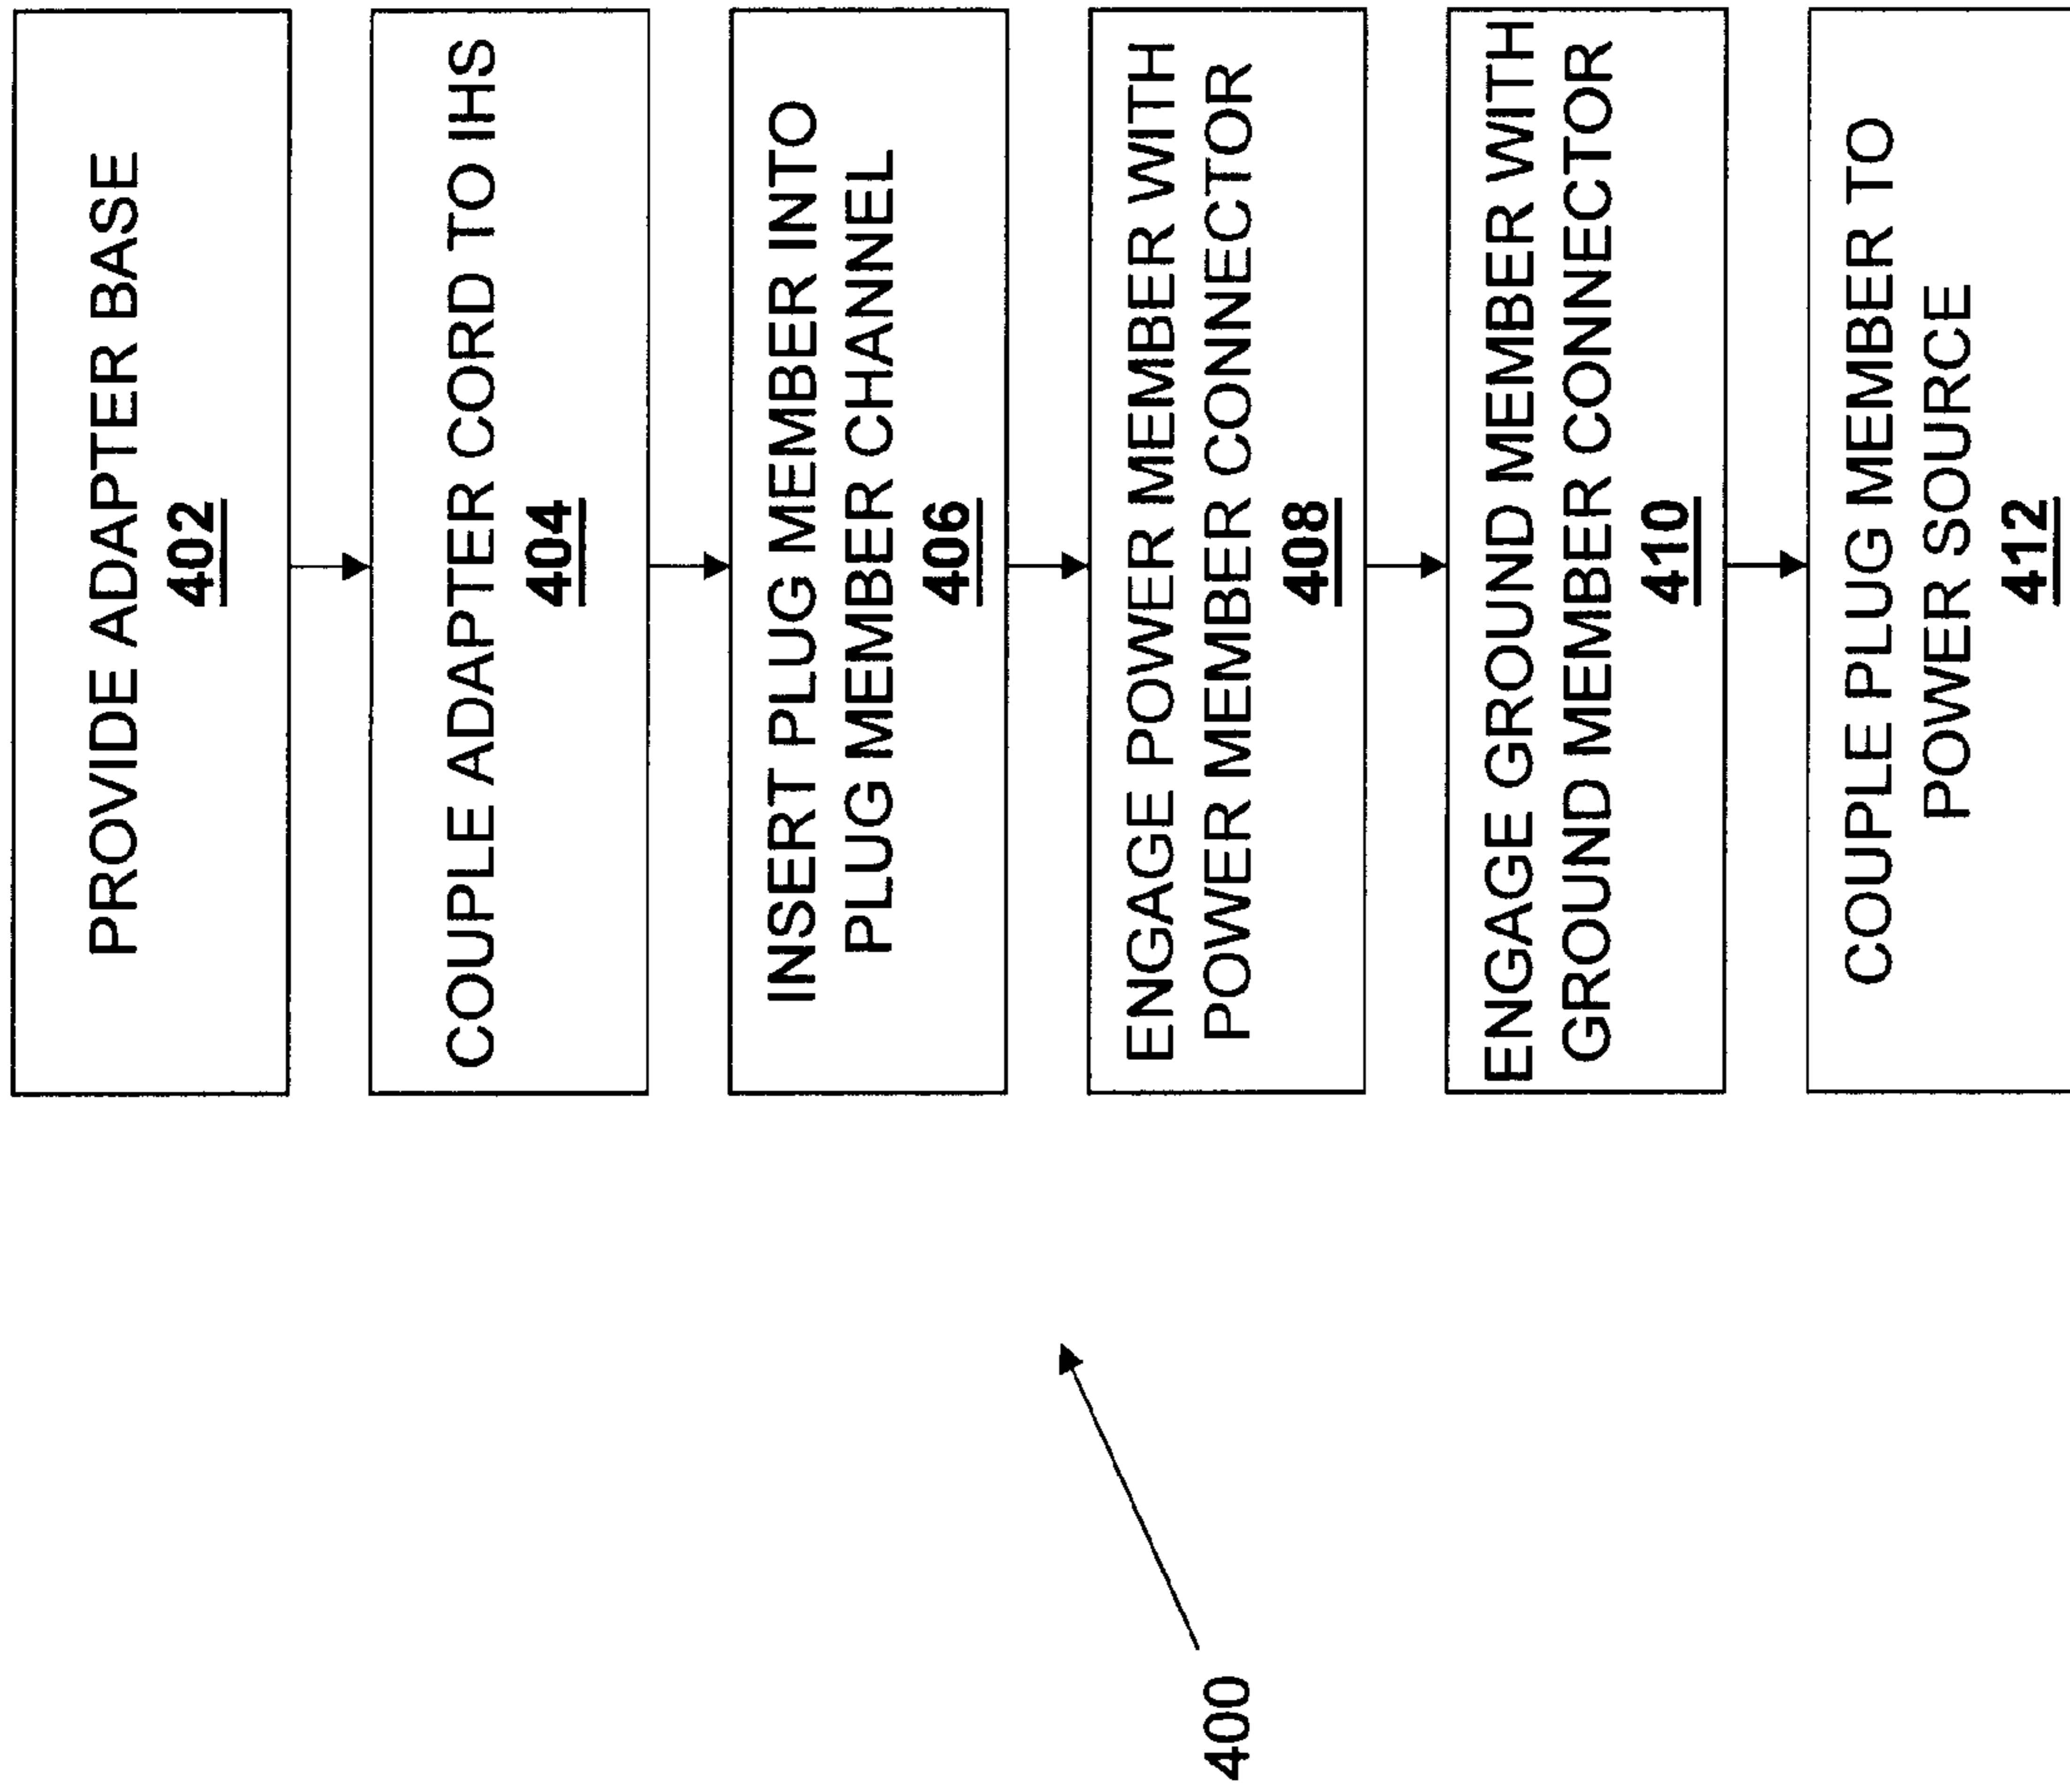 PROVIDE ADAPTER BASE
402
COUPLE ADAPTER CORD TO IHS
404
INSERT PLUG MEMBER INTO
PLUG MEMBER CHANNEL
406
ENGAGE POWER MEMBER WITH
POWER MEMBER CONNECTOR
408
ENGAGE GROUND MEMBER WITH
GROUND MEMBER CONNECTOR
410
COUPLE PLUG MEMBER TO
POWER SOURCE
412
400